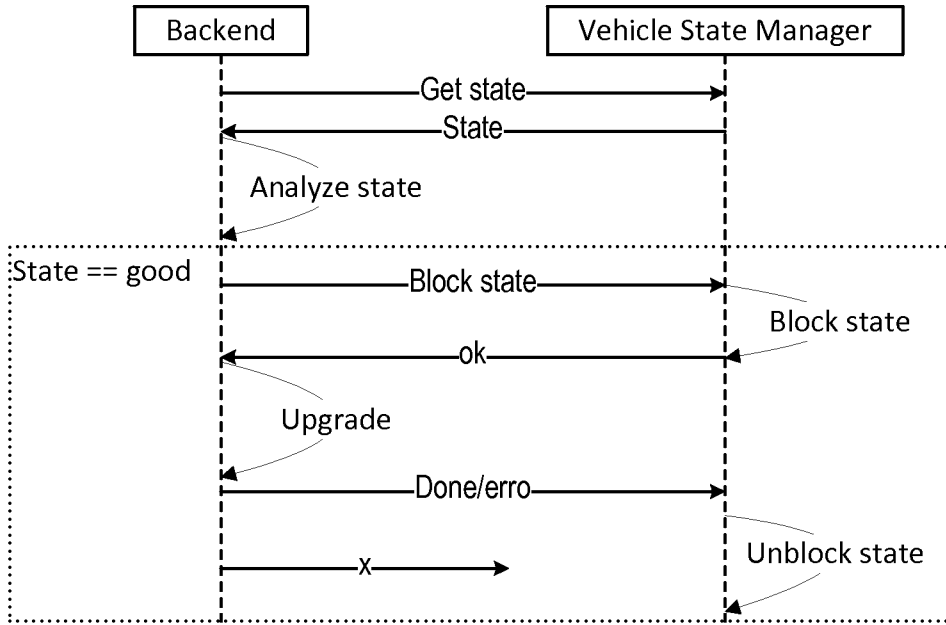 Backend
Vehicle State Manager
Get state
State
Analyze state
State == good
Block state
Block state
ok
Upgrade
Done/erro
Unblock state
x